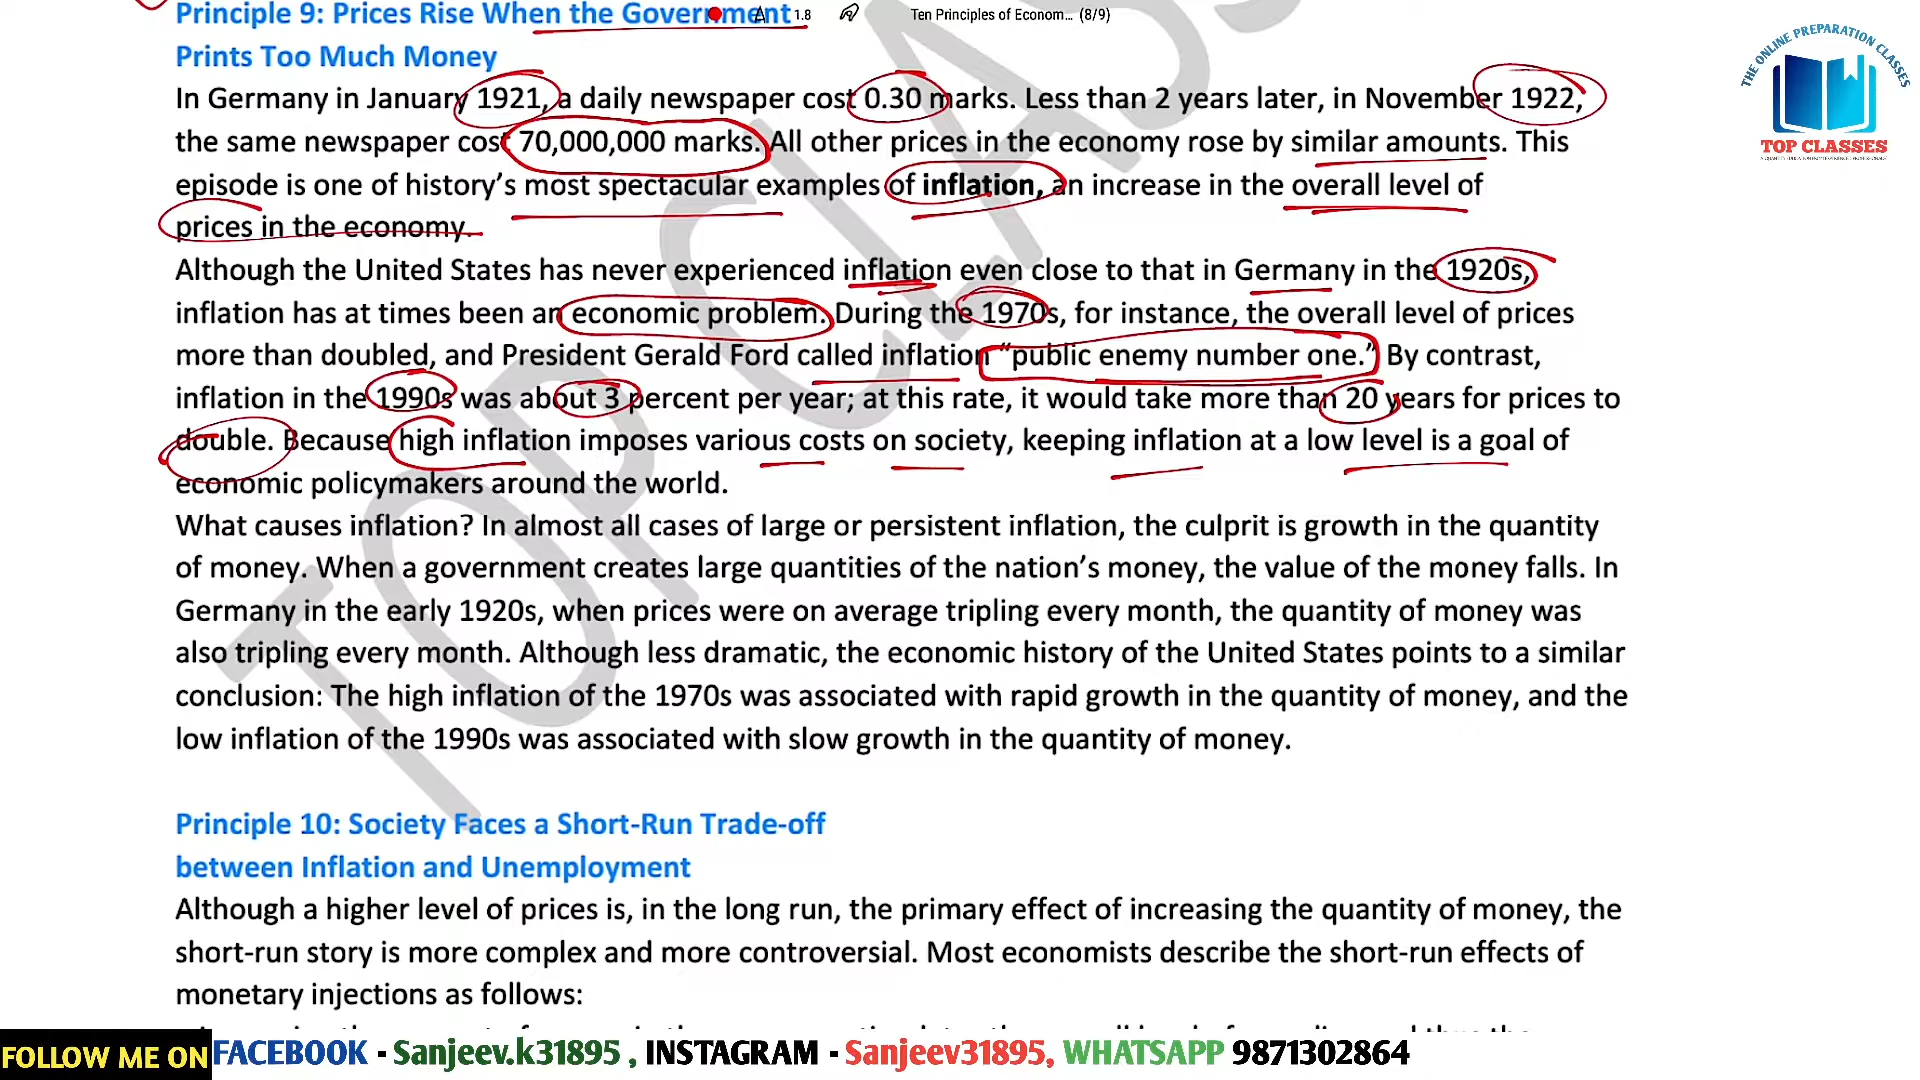 Principle 9: Prices Rise When the Government
1.8
Ten Principles of Econom... (8/9)
Prints Too Much Money
In Germany in January 1921, a daily newspaper cost 0.30 marks. Less than 2 years later, in November 1922,
the same newspaper cost 70,000,000 marks. All other prices in the economy rose by similar amounts. This
episode is one of history's most spectacular examples of inflation, an increase in the overall level of
prices in the economy.
Although the United States has never experienced inflation even close to that in Germany in the 1920s,
inflation has at times been an economic problem. During the 1970s, for instance, the overall level of prices
more than doubled, and President Gerald Ford called inflation "public enemy number one." By contrast,
inflation in the 1990s was about 3 percent per year; at this rate, it would take more than 20 years for prices to
double. Because high inflation imposes various costs on society, keeping inflation at a low level is a goal of
economic policymakers around the world.
What causes inflation? In almost all cases of large or persistent inflation, the culprit is growth in the quantity
of money. When a government creates large quantities of the nation's money, the value of the money falls. In
Germany in the early 1920s, when prices were on average tripling every month, the quantity of money was
also tripling every month. Although less dramatic, the economic history of the United States points to a similar
conclusion: The high inflation of the 1970s was associated with rapid growth in the quantity of money, and the
low inflation of the 1990s was associated with slow growth in the quantity of money.
Principle 10: Society Faces a Short-Run Trade-off
between Inflation and Unemployment
Although a higher level of prices is, in the long run, the primary effect of increasing the quantity of money, the
short-run story is more complex and more controversial. Most economists describe the short-run effects of
monetary injections as follows:
THE ONLINE PREPARATION CLASSES
TOP CLASSES
TOP CLASS
FOLLOW ME ON FACEBOOK - Sanjeev.k31895 , INSTAGRAM - Sanjeev31895, WHATSAPP 9871302864